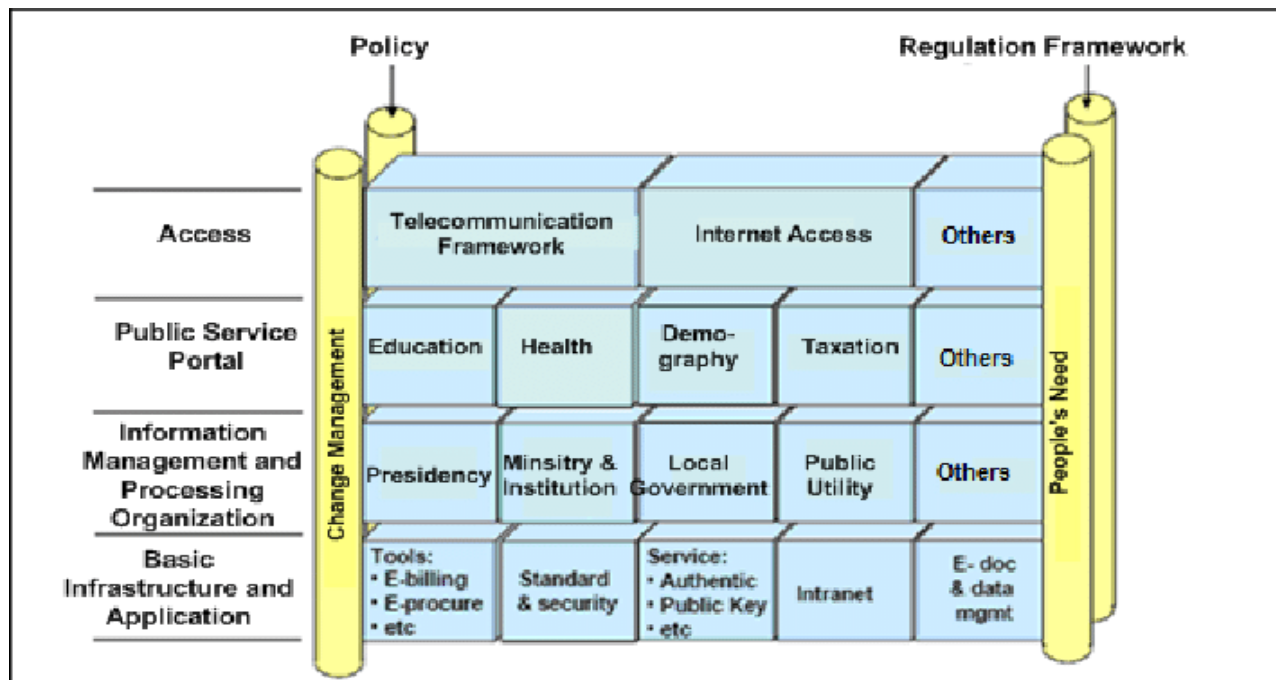 Policy
Regulation Framework
Access
Telecommunication
Framework
Internet Access
Others
Public Service
Portal
Education
Health
Demo-
graphy
Taxation
Others
Information
Management and
Processing
Organization
Presidency
Minsitry &
Institution
Local
Government
Public
Utility
Others
Basic
Infrastructure and
Application
Tools:
• E-billing
• E-procure
• etc
Standard
& security
Service:
• Authentic
• Public Key
• etc
Intranet
E- doc
& data
mgmt
Change Management
People's Need